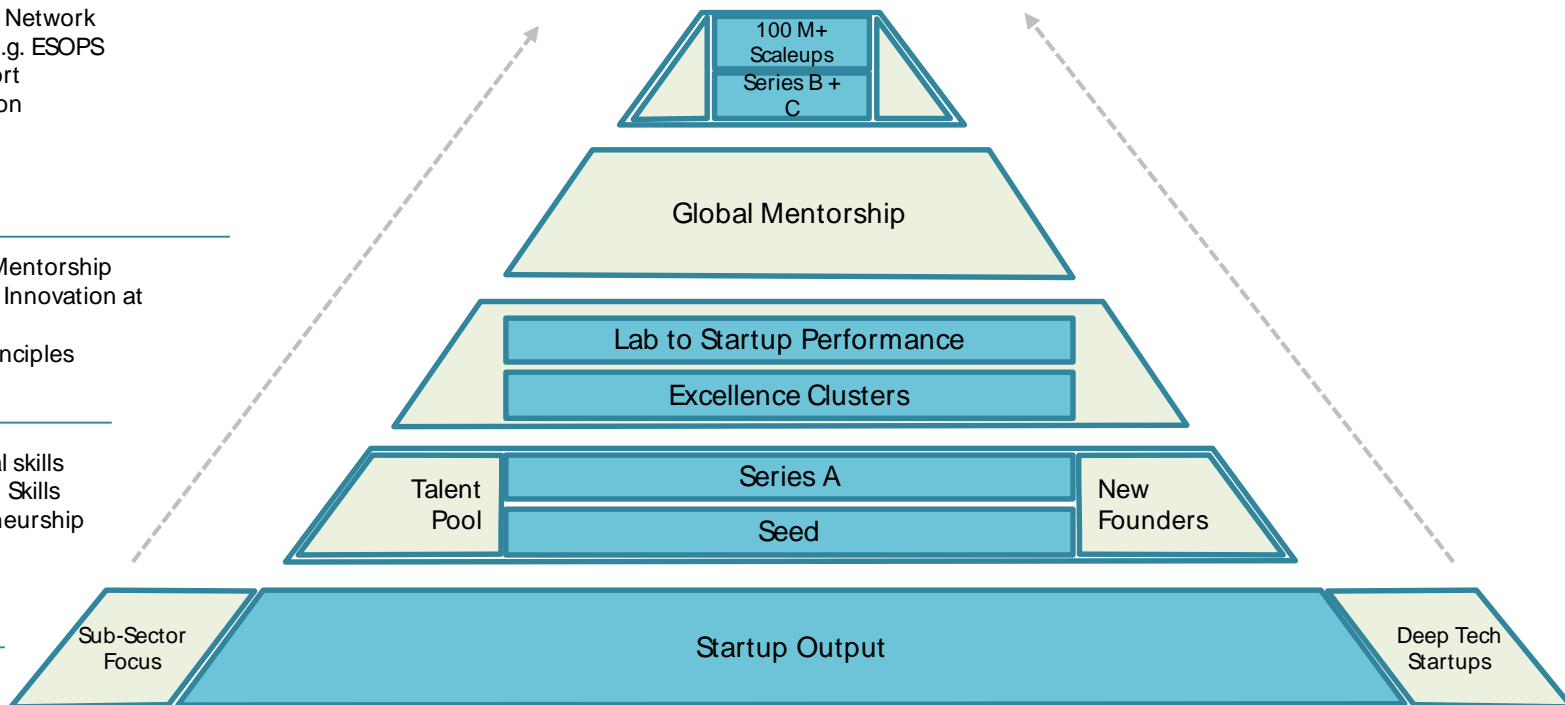 Network
.g. ESOPS
ort
on
Mentorship
Innovation at
nciples
al skills
Skills
neurship
100 M+
Scaleups
Series B +
C
Global Mentorship
Lab to Startup Performance
Excellence Clusters
Talent
Pool
Series A
Seed
New
Founders
Sub-Sector
Focus
Startup Output
Deep Tech
Startups